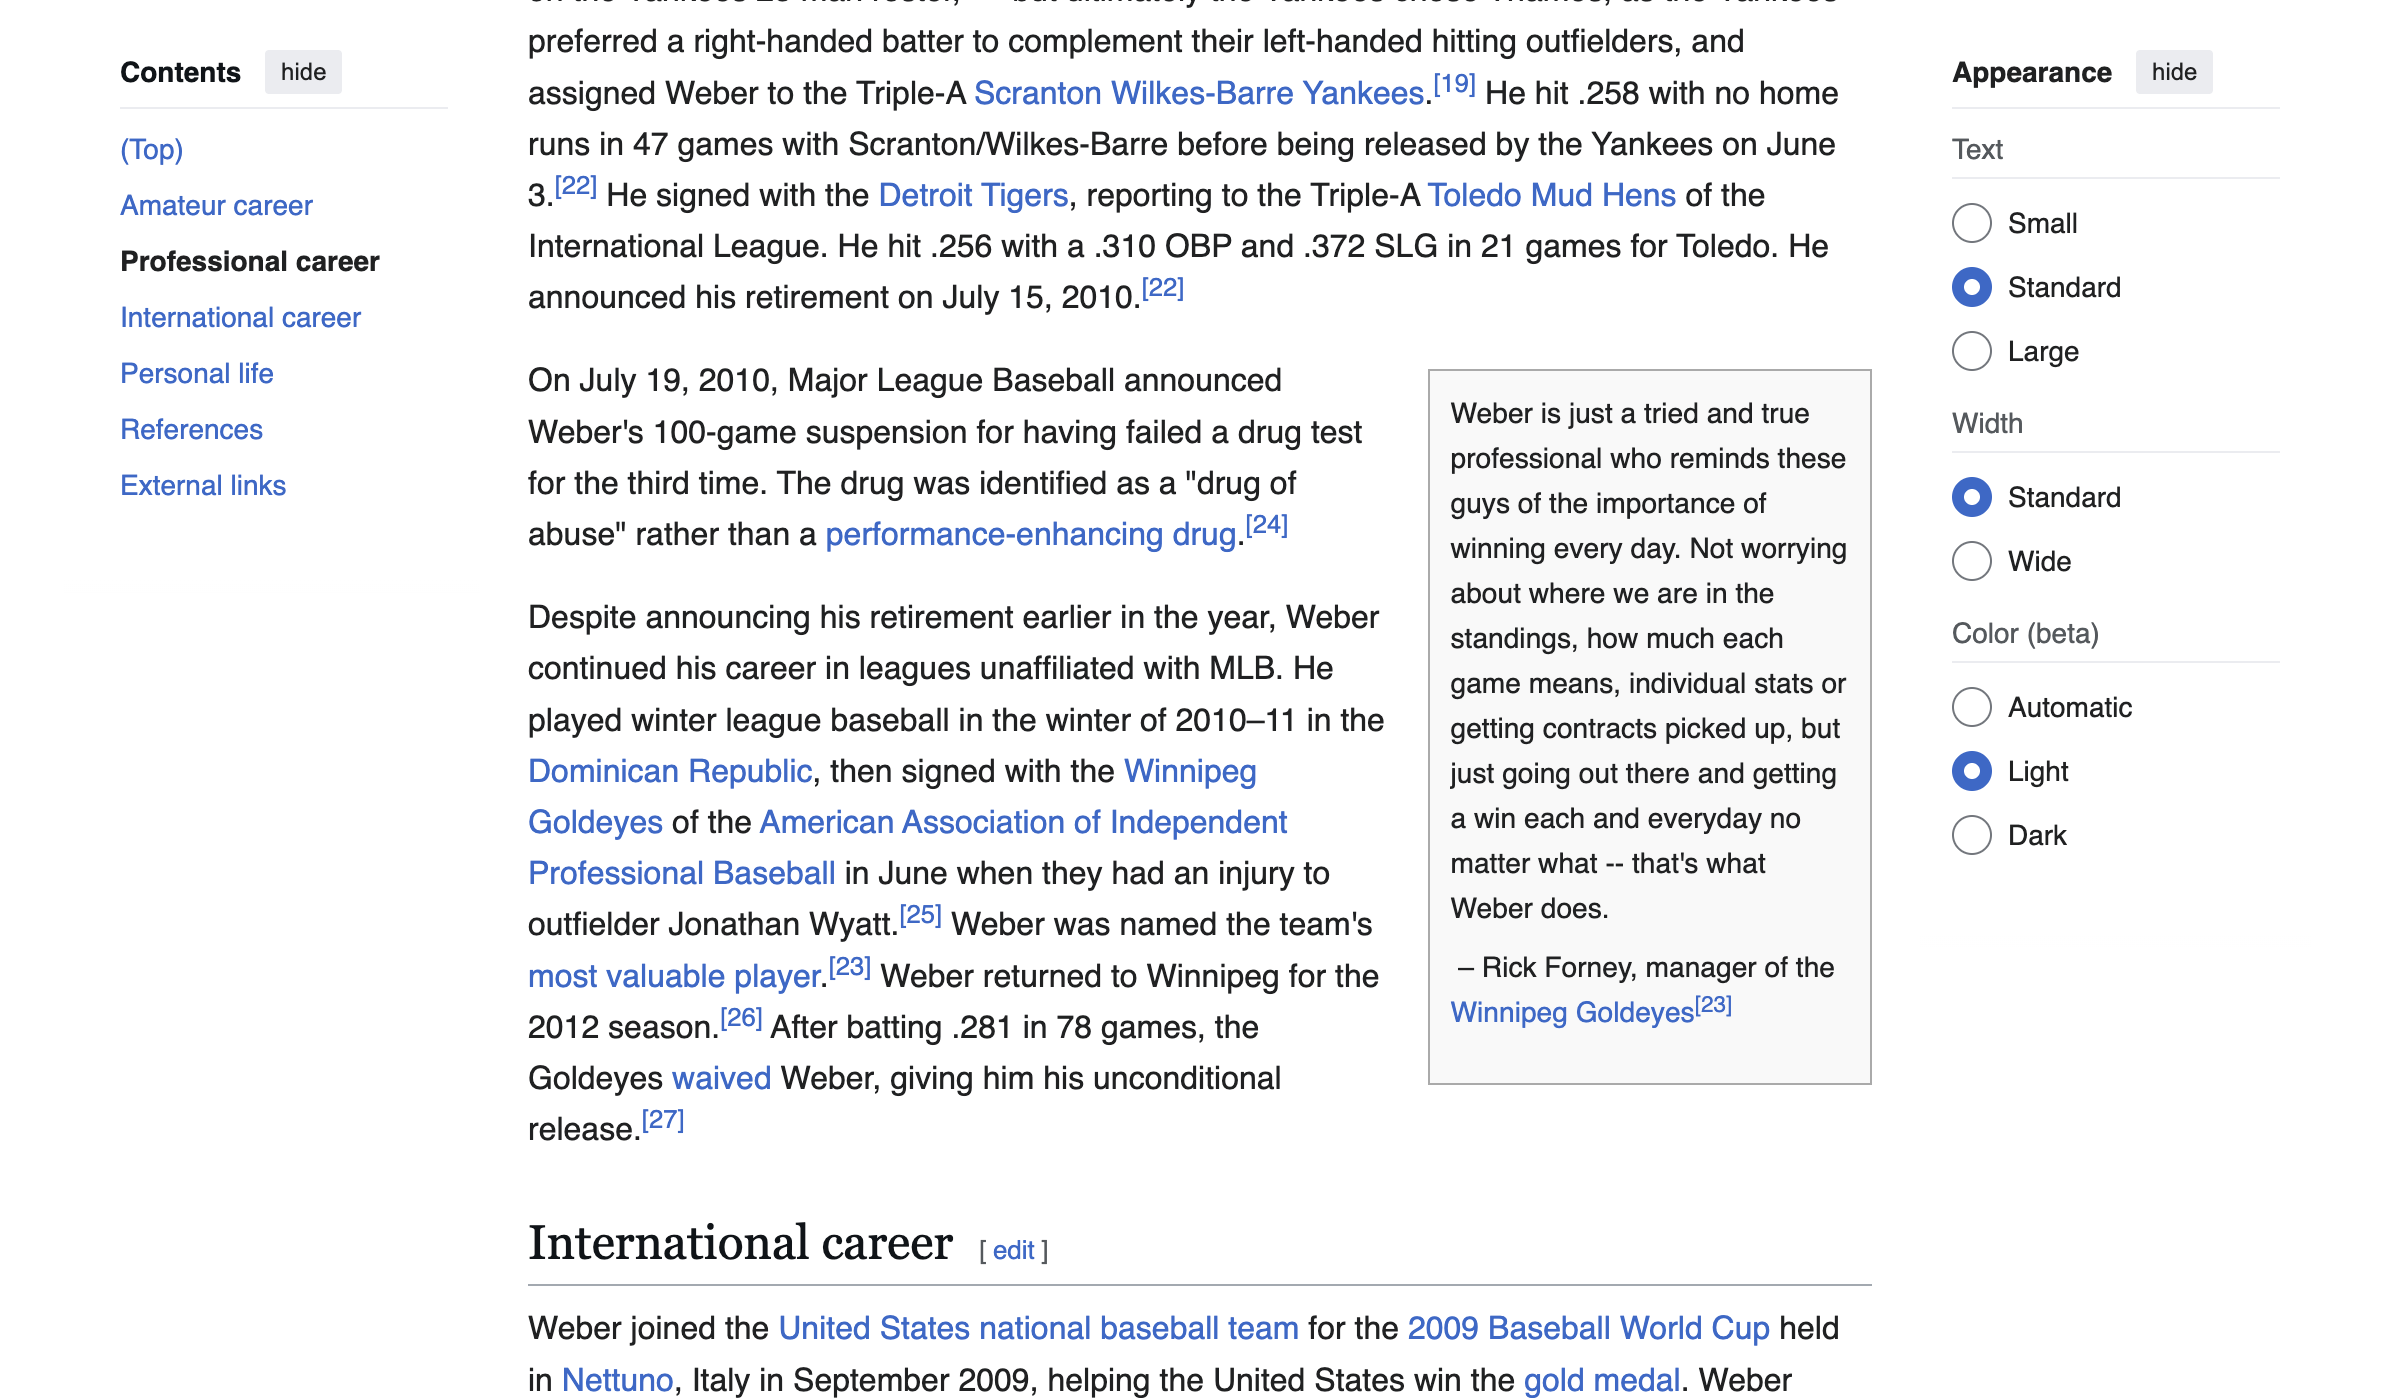 Contents hide
(Top)
Amateur career
Professional career
International career
Personal life
References
External links
preferred a right-handed batter to complement their left-handed hitting outfielders, and
assigned Weber to the Triple-A Scranton Wilkes-Barre Yankees.[19] He hit .258 with no home
runs in 47 games with Scranton/Wilkes-Barre before being released by the Yankees on June
3.[22] He signed with the Detroit Tigers, reporting to the Triple-A Toledo Mud Hens of the
International League. He hit .256 with a .310 OBP and .372 SLG in 21 games for Toledo. He
announced his retirement on July 15, 2010.[22]
On July 19, 2010, Major League Baseball announced
Weber's 100-game suspension for having failed a drug test
for the third time. The drug was identified as a "drug of
abuse" rather than a performance-enhancing drug.[24]
Despite announcing his retirement earlier in the year, Weber
continued his career in leagues unaffiliated with MLB. He
played winter league baseball in the winter of 2010–11 in the
Dominican Republic, then signed with the Winnipeg
Goldeyes of the American Association of Independent
Professional Baseball in June when they had an injury to
outfielder Jonathan Wyatt.[25] Weber was named the team's
most valuable player.[23] Weber returned to Winnipeg for the
2012 season.[26] After batting .281 in 78 games, the
Goldeyes waived Weber, giving him his unconditional
release.[27]
Weber is just a tried and true
professional who reminds these
guys of the importance of
winning every day. Not worrying
about where we are in the
standings, how much each
game means, individual stats or
getting contracts picked up, but
just going out there and getting
a win each and everyday no
matter what -- that's what
Weber does.
– Rick Forney, manager of the
Winnipeg Goldeyes[23]
International career [ edit ]
Weber joined the United States national baseball team for the 2009 Baseball World Cup held
in Nettuno, Italy in September 2009, helping the United States win the gold medal. Weber
Appearance hide
Text
Small
Standard
Large
Width
Standard
Wide
Color (beta)
Automatic
Light
Dark